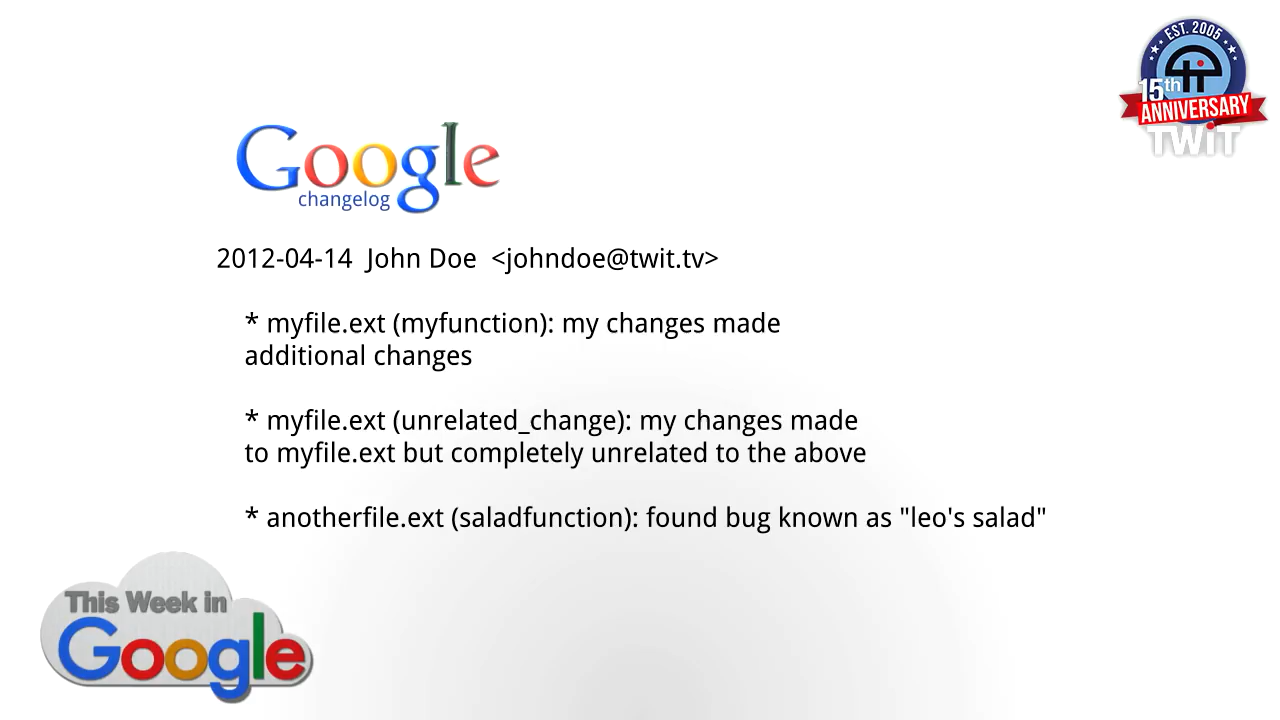 EST. 2005
15th
ANNIVERSARY
TWiT
Google
changelog
2012-04-14 John Doe <johndoe@twit.tv>
* myfile.ext (myfunction): my changes made
additional changes
* myfile.ext (unrelated_change): my changes made
to myfile.ext but completely unrelated to the above
* anotherfile.ext (saladfunction): found bug known as "leo's salad"
This Week in
Google